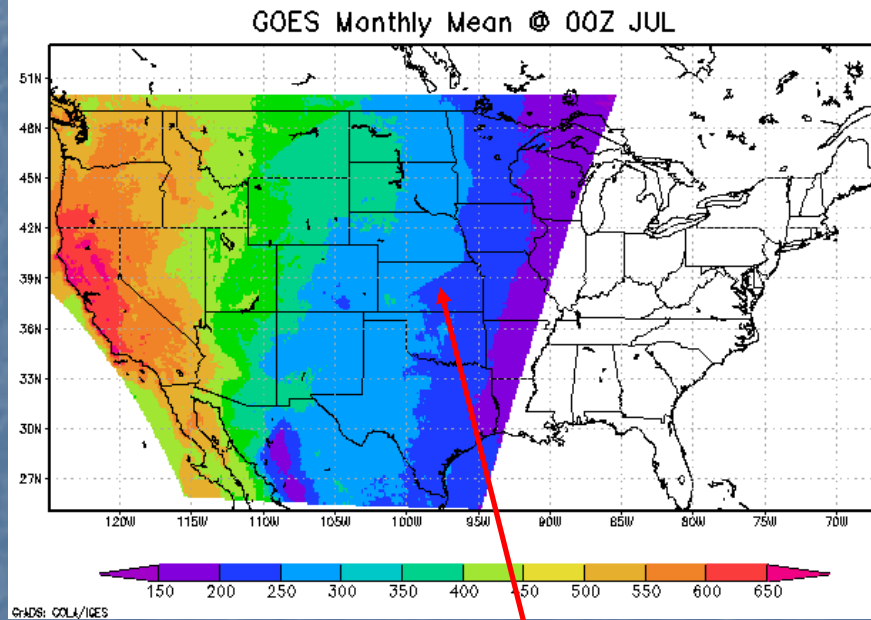 GOES Monthly Mean @ 00Z JUL
51N
48N
45N
42N
39N
36N
33N
30N
27N
120W 115W 110W 105W 100W 95W 90W 85W 80W 75W 70W
150 200 250 300 350 400 450 500 550 600 650
GrADS: COLA/IGES